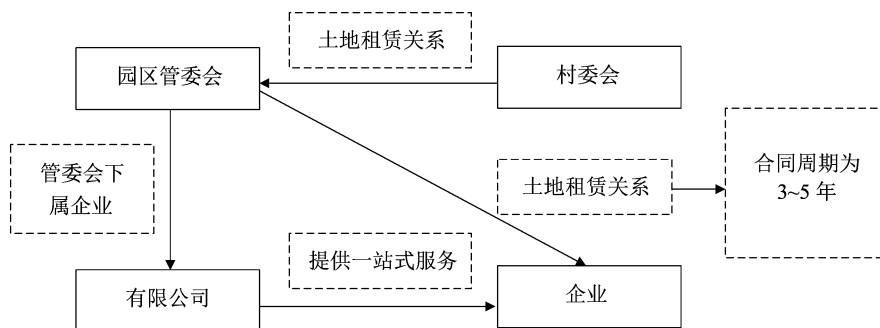 土地租赁关系
园区管委会
村委会
管委会下
属企业
土地租赁关系
合同周期为
3~5 年
提供一站式服务
有限公司
企业